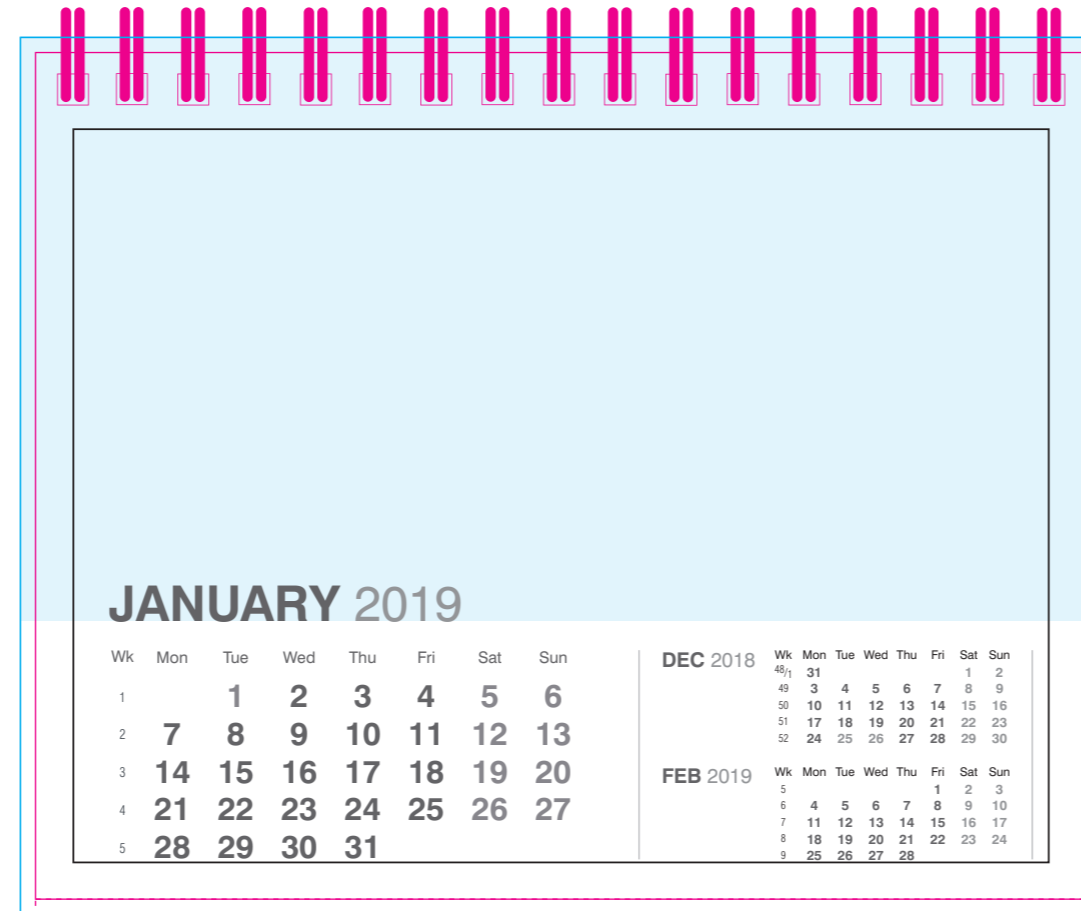 JANUARY 2019
Wk Mon Tue Wed Thu Fri Sat Sun
1 1 2 3 4 5 6
2 7 8 9 10 11 12 13
3 14 15 16 17 18 19 20
4 21 22 23 24 25 26 27
5 28 29 30 31
DEC 2018
Wk Mon Tue Wed Thu Fri Sat Sun
48/1 31 1 2
49 3 4 5 6 7 8 9
50 10 11 12 13 14 15 16
51 17 18 19 20 21 22 23
52 24 25 26 27 28 29 30
FEB 2019
Wk Mon Tue Wed Thu Fri Sat Sun
5 1 2 3
6 4 5 6 7 8 9 10
7 11 12 13 14 15 16 17
8 18 19 20 21 22 23 24
9 25 26 27 28